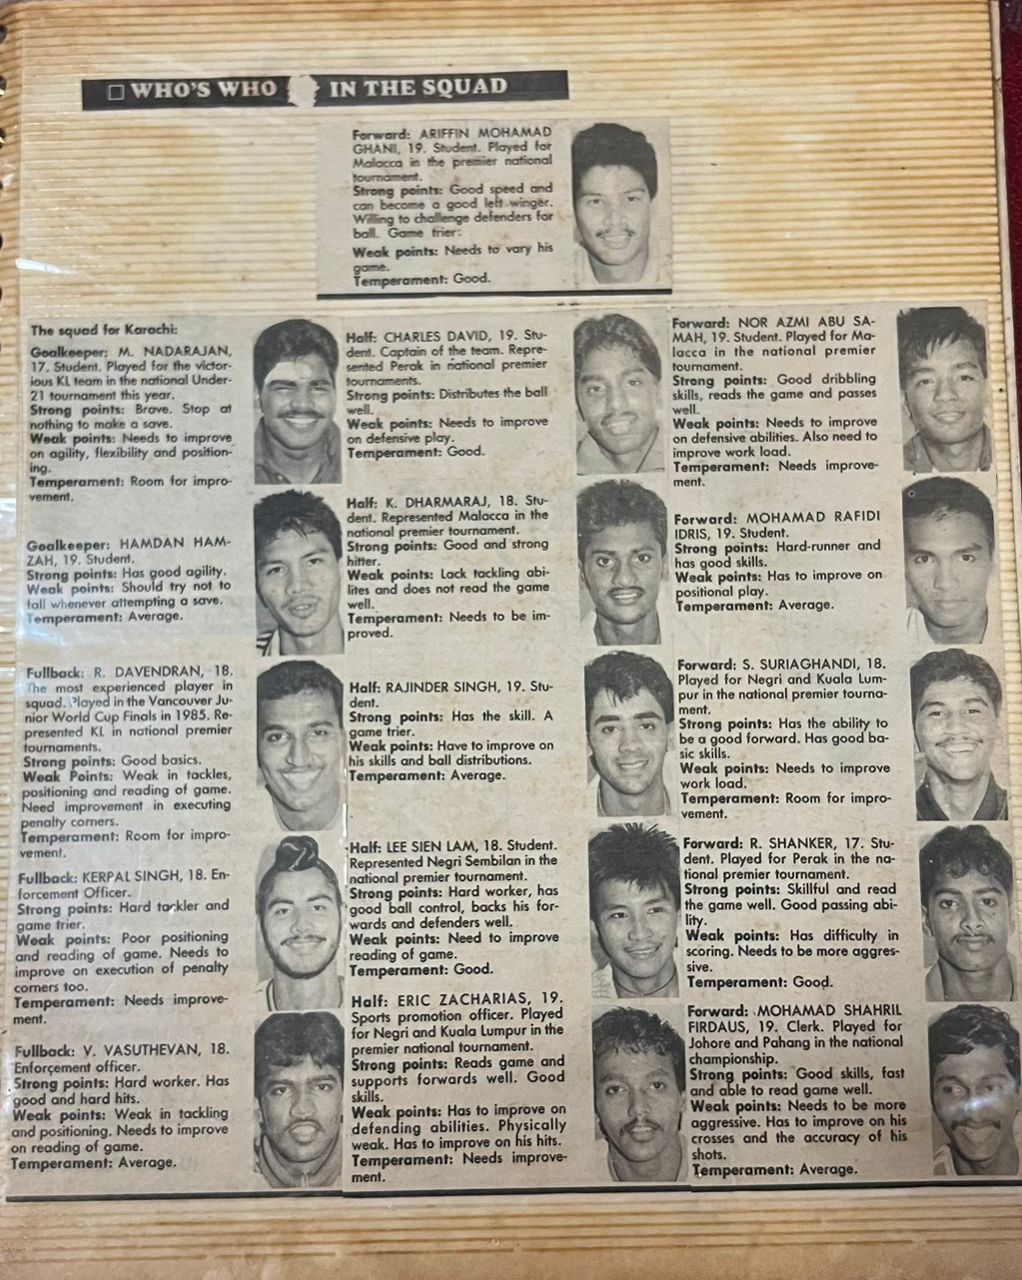 WHO'S WHO IN THE SQUAD
Forward: ARIFFIN MOHAMAD
GHANI, 19. Student. Played for
Malacca in the premier national
tournament.
Strong points: Good speed and
can become a good left winger.
Willing to challenge defenders for
ball. Game trier.
Weak points: Needs to vary his
game.
Temperament: Good.
The squad for Karachi:
Goalkeeper: M. NADARAJAN,
17. Student. Played for the victor-
ious KL team in the national Under-
21 tournament this year.
Strong points: Brave. Stop at
nothing to make a save.
Weak points: Needs to improve
on agility, flexibility and position-
ing.
Temperament: Room for impro-
vement.
Goalkeeper: HAMDAN HAM-
ZAH, 19. Student.
Strong points: Has good agility.
Weak points: Should try not to
fall whenever attempting a save.
Temperament: Average.
Fullback: R. DAVENDRAN, 18.
The most experienced player in
squad. Played in the Vancouver Ju-
nior World Cup Finals in 1985. Re-
presented KL in national premier
tournaments.
Strong points: Good basics.
Weak Points: Weak in tackles,
positioning and reading of game.
Need improvement in executing
penalty corners.
Temperament: Room for impro-
vement.
Fullback: KERPAL SINGH, 18. En-
forcement Officer.
Strong points: Hard tackler and
game trier.
Weak points: Poor positioning
and reading of game. Needs to
improve on execution of penalty
corners too.
Temperament: Needs improve-
ment.
Fullback: V. VASUTHEVAN, 18.
Enforcement officer.
Strong points: Hard worker. Has
good and hard hits.
Weak points: Weak in tackling
and positioning. Needs to improve
on reading of game.
Temperament: Average.
Half: CHARLES DAVID, 19. Stu-
dent. Captain of the team. Repre-
sented Perak in national premier
tournaments.
Strong points: Distributes the ball
well.
Weak points: Needs to improve
on defensive play.
Temperament: Good.
Half: K. DHARMARAJ, 18. Stu-
dent. Represented Malacca in the
national premier tournament.
Strong points: Good and strong
hitter.
Weak points: Lack tackling abi-
lites and does not read the game
well.
Temperament: Needs to be im-
proved.
Half: RAJINDER SINGH, 19. Stu-
dent.
Strong points: Has the skill. A
game trier.
Weak points: Have to improve on
his skills and ball distributions.
Temperament: Average.
Half: LEE SIEN LAM, 18. Student.
Represented Negri Sembilan in the
national premier tournament.
Strong points: Hard worker, has
good ball control, backs his for-
wards and defenders well.
Weak points: Need to improve
reading of game.
Temperament: Good.
Half: ERIC ZACHARIAS, 19.
Sports promotion officer. Played
for Negri and Kuala Lumpur in the
premier national tournament.
Strong points: Reads game and
supports forwards well. Good
skills.
Weak points: Has to improve on
defending abilities. Physically
weak. Has to improve on his hits.
Temperament: Needs improve-
ment.
Forward: NOR AZMI ABU SA-
MAH, 19. Student. Played for Ma-
lacca in the national premier
tournament.
Strong points: Good dribbling
skills, reads the game and passes
well.
Weak points: Needs to improve
on defensive abilities. Also need to
improve work load.
Temperament: Needs improve-
ment.
Forward: MOHAMAD RAFIDI
IDRIS, 19. Student.
Strong points: Hard-runner and
has good skills.
Weak points: Has to improve on
positional play.
Temperament: Average.
Forward: S. SURIAGHANDI, 18.
Played for Negri and Kuala Lum-
pur in the national premier tourna-
ment.
Strong points: Has the ability to
be a good forward. Has good ba-
sic skills.
Weak points: Needs to improve
work load.
Temperament: Room for impro-
vement.
Forward: R. SHANKER, 17. Stu-
dent. Played for Perak in the na-
tional premier tournament.
Strong points: Skillful and read
the game well. Good passing abi-
lity.
Weak points: Has difficulty in
scoring. Needs to be more aggres-
sive.
Temperament: Good.
Forward: MOHAMAD SHAHRIL
FIRDAUS, 19. Clerk. Played for
Johore and Pahang in the national
championship.
Strong points: Good skills, fast
and able to read game well.
Weak points: Needs to be more
aggressive. Has to improve on his
crosses and the accuracy of his
shots.
Temperament: Average.